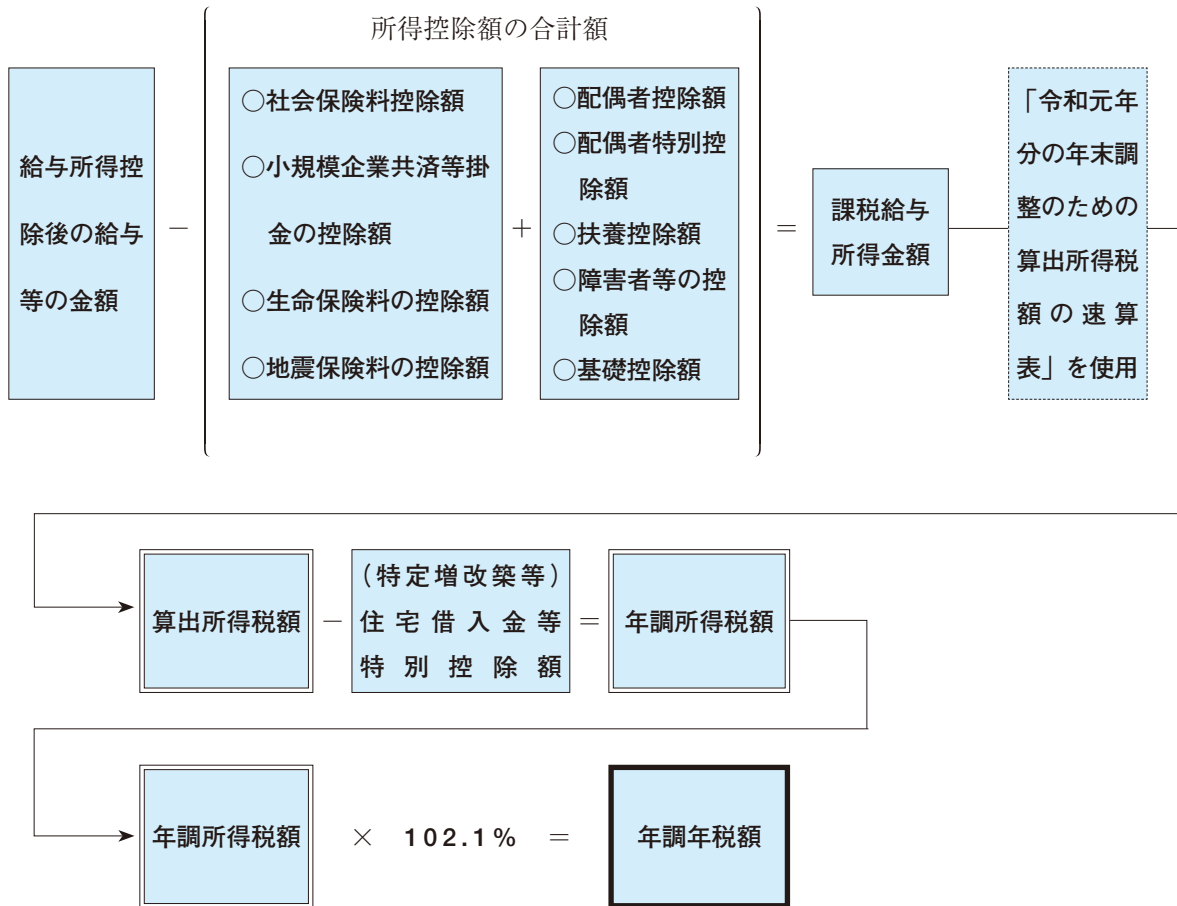 所得控除額の合計額
給与所得控
除後の給与
等の金額
−
○社会保険料控除額
○小規模企業共済等掛
金の控除額
○生命保険料の控除額
○地震保険料の控除額
+
○配偶者控除額
○配偶者特別控
除額
○扶養控除額
○障害者等の控
除額
○基礎控除額
=
課税給与
所得金額
「令和元年
分の年末調
整のための
算出所得税
額の速算
表」を使用
算出所得税額
−
(特定増改築等)
住宅借入金等
特別控除額
=
年調所得税額
年調所得税額 × 102.1% = 年調年税額